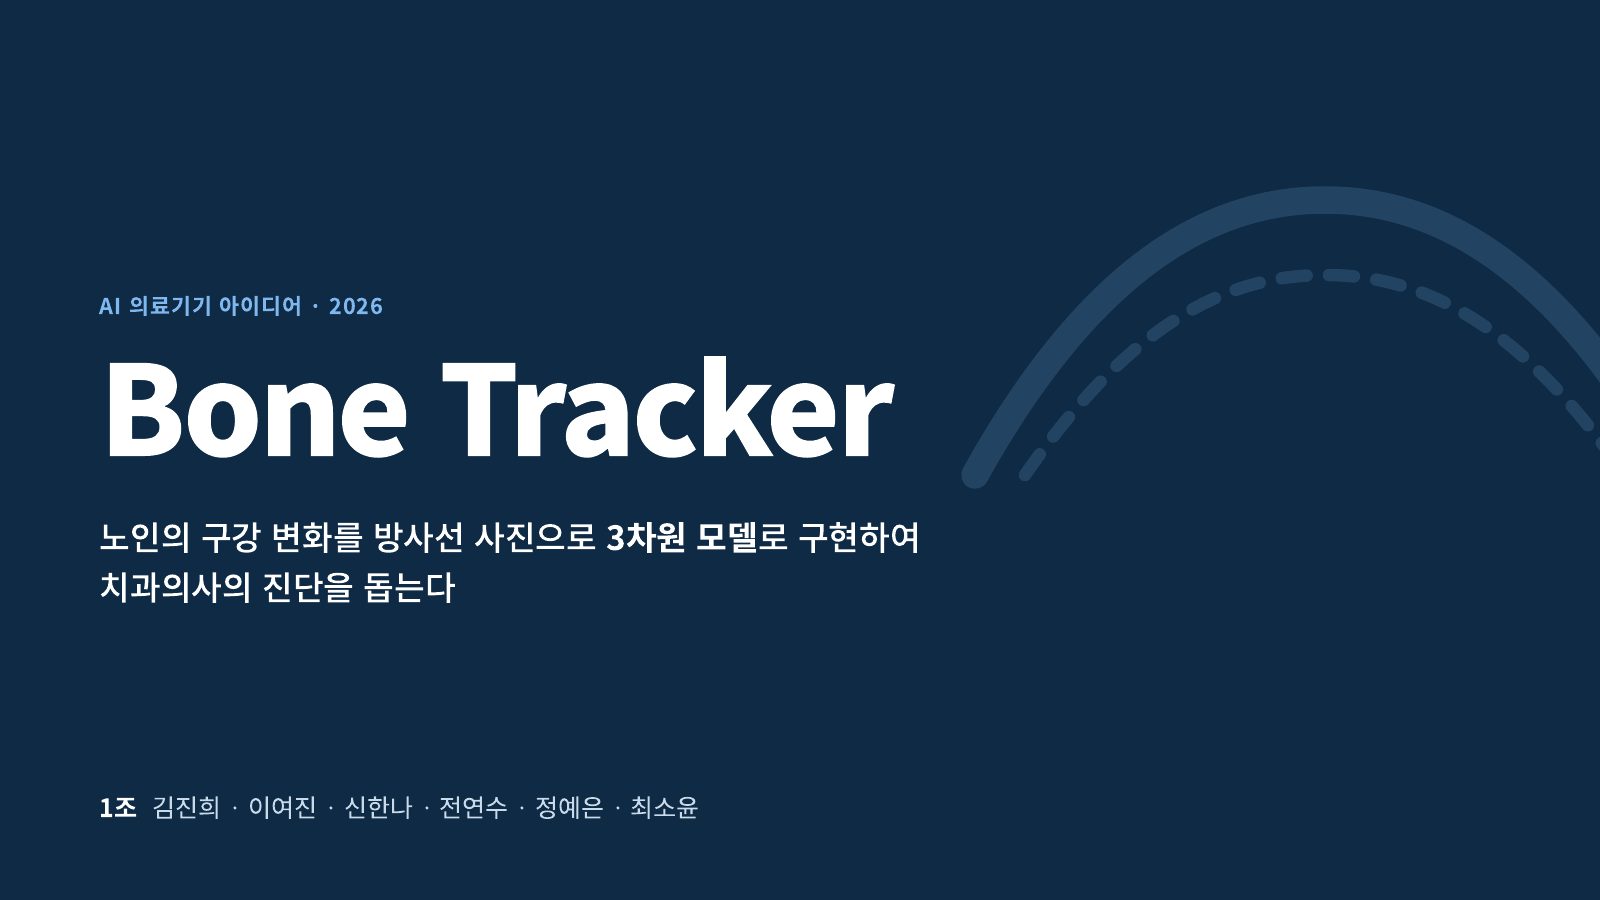 AI 의료기기 아이디어 · 2026
Bone Tracker
노인의 구강 변화를 방사선 사진으로 3차원 모델로 구현하여
치과의사의 진단을 돕는다
1조 김진희 · 이여진 · 신한나 · 전연수 · 정예은 · 최소윤